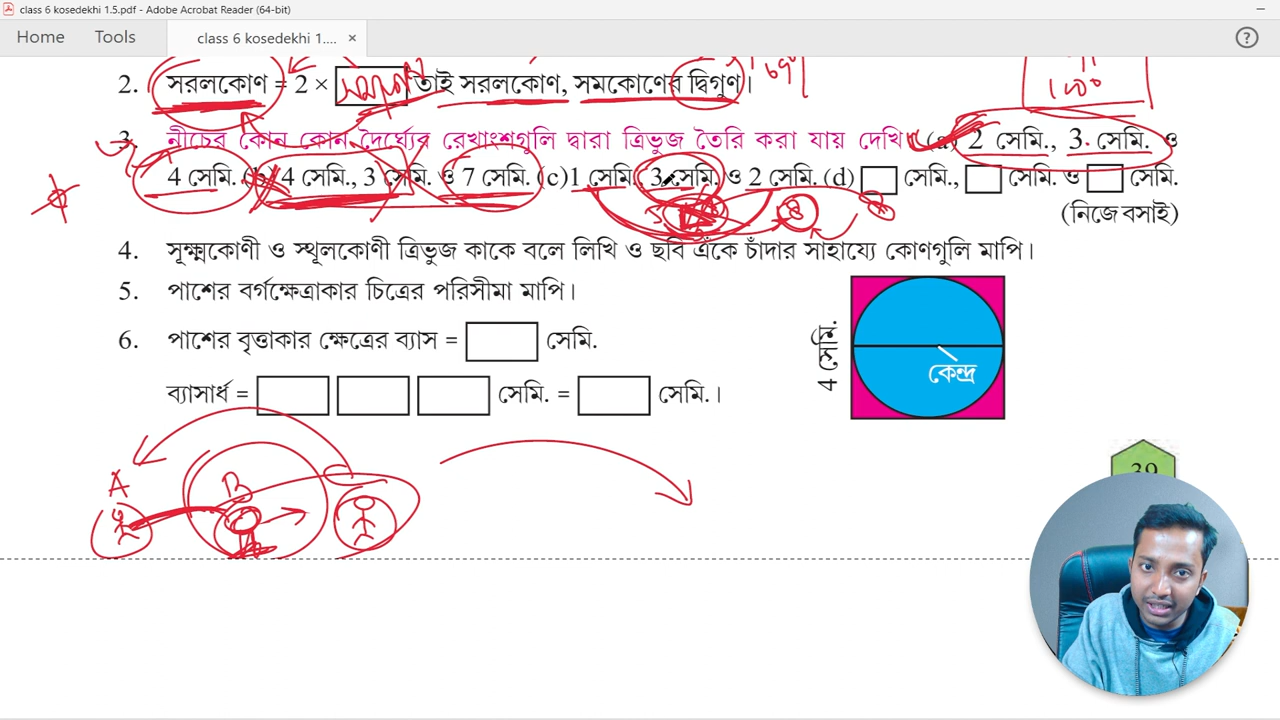 class 6 kosedekhi 1.5.pdf - Adobe Acrobat Reader (64-bit)
Home Tools class 6 kosedekhi 1.... × ?
2. সরলকোণ = 2 × সমকোণ তাই সরলকোণ, সমকোণের দ্বিগুণ।
3. নীচের কোন কোন দৈর্ঘ্যের রেখাংশগুলি দ্বারা ত্রিভুজ তৈরি করা যায় দেখি। (a) 2 সেমি., 3 সেমি. ও
4 সেমি. (b) 4 সেমি., 3 সেমি. ও 7 সেমি. (c) 1 সেমি., 3 সেমি. ও 2 সেমি. (d) সেমি., সেমি. ও সেমি.
(নিজে বসাই)
4. সূক্ষ্মকোণী ও স্থূলকোণী ত্রিভুজ কাকে বলে লিখি ও ছবি এঁকে চাঁদার সাহায্যে কোণগুলি মাপি।
5. পাশের বর্গক্ষেত্রাকার চিত্রের পরিসীমা মাপি।
6. পাশের বৃত্তাকার ক্ষেত্রের ব্যাস = সেমি.
ব্যাসার্ধ = সেমি. = সেমি.।
4 সেমি.
কেন্দ্র
A B
39